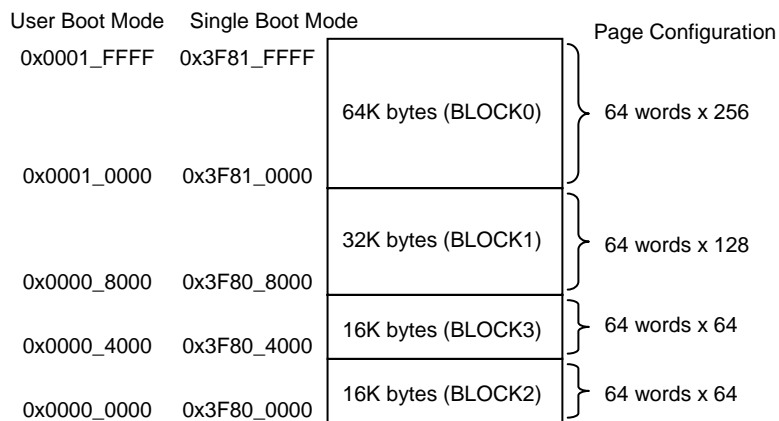 User Boot Mode Single Boot Mode
Page Configuration
0x0001_FFFF 0x3F81_FFFF
64K bytes (BLOCK0) 64 words x 256
0x0001_0000 0x3F81_0000
32K bytes (BLOCK1) 64 words x 128
0x0000_8000 0x3F80_8000
16K bytes (BLOCK3) 64 words x 64
0x0000_4000 0x3F80_4000
16K bytes (BLOCK2) 64 words x 64
0x0000_0000 0x3F80_0000